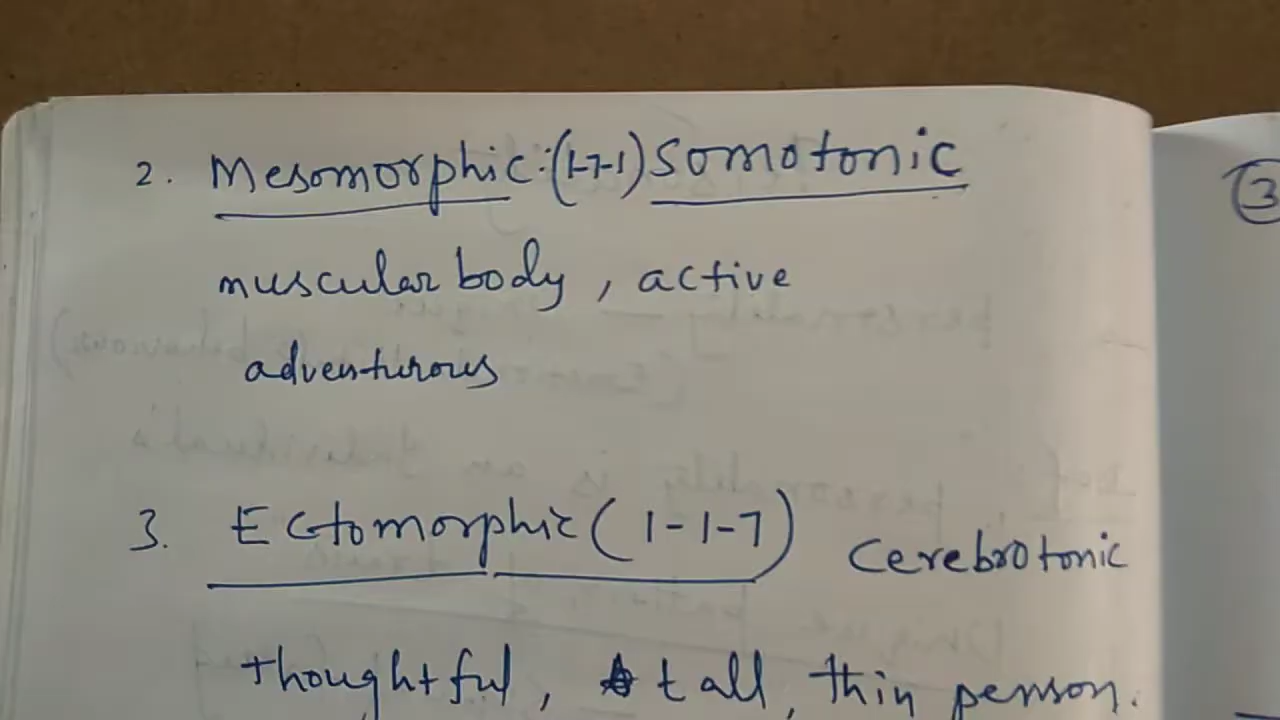 2. Mesomorphic:(1-7-1) Somotonic
muscular body, active
adventurous
3. Ectomorphic (1-1-7) Cerebrotonic
thoughtful, tall, thin person.
3